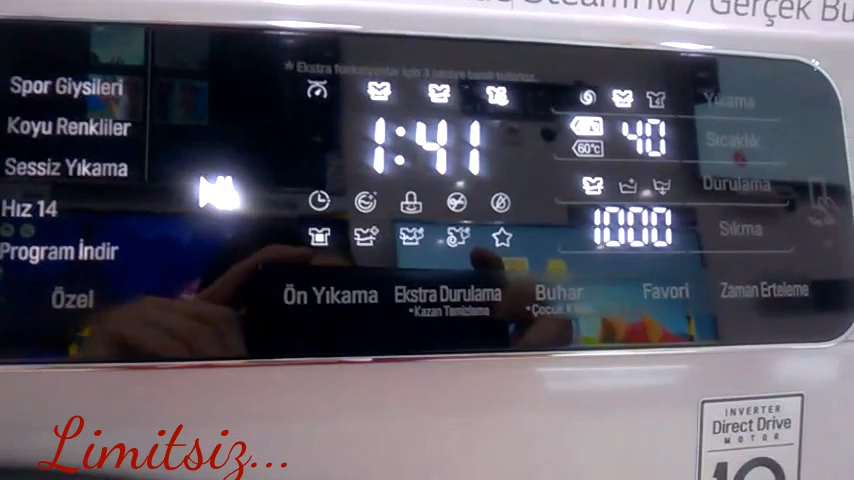 Steam™ / Gerçek Bu
* Ekstra fonksiyonlar için 3 saniye basılı tutunuz.
Spor Giysileri
Koyu Renkliler
Sessiz Yıkama
Hız 14
Program İndir
Özel
1:41
40
60°C
1000
Yıkama
Sıcaklık
Durulama
Sıkma
Ön Yıkama
Ekstra Durulama
*Kazan Temizleme
Buhar
Favori
Zaman Erteleme
INVERTER
Direct Drive
MOTOR
10
Limitsiz...